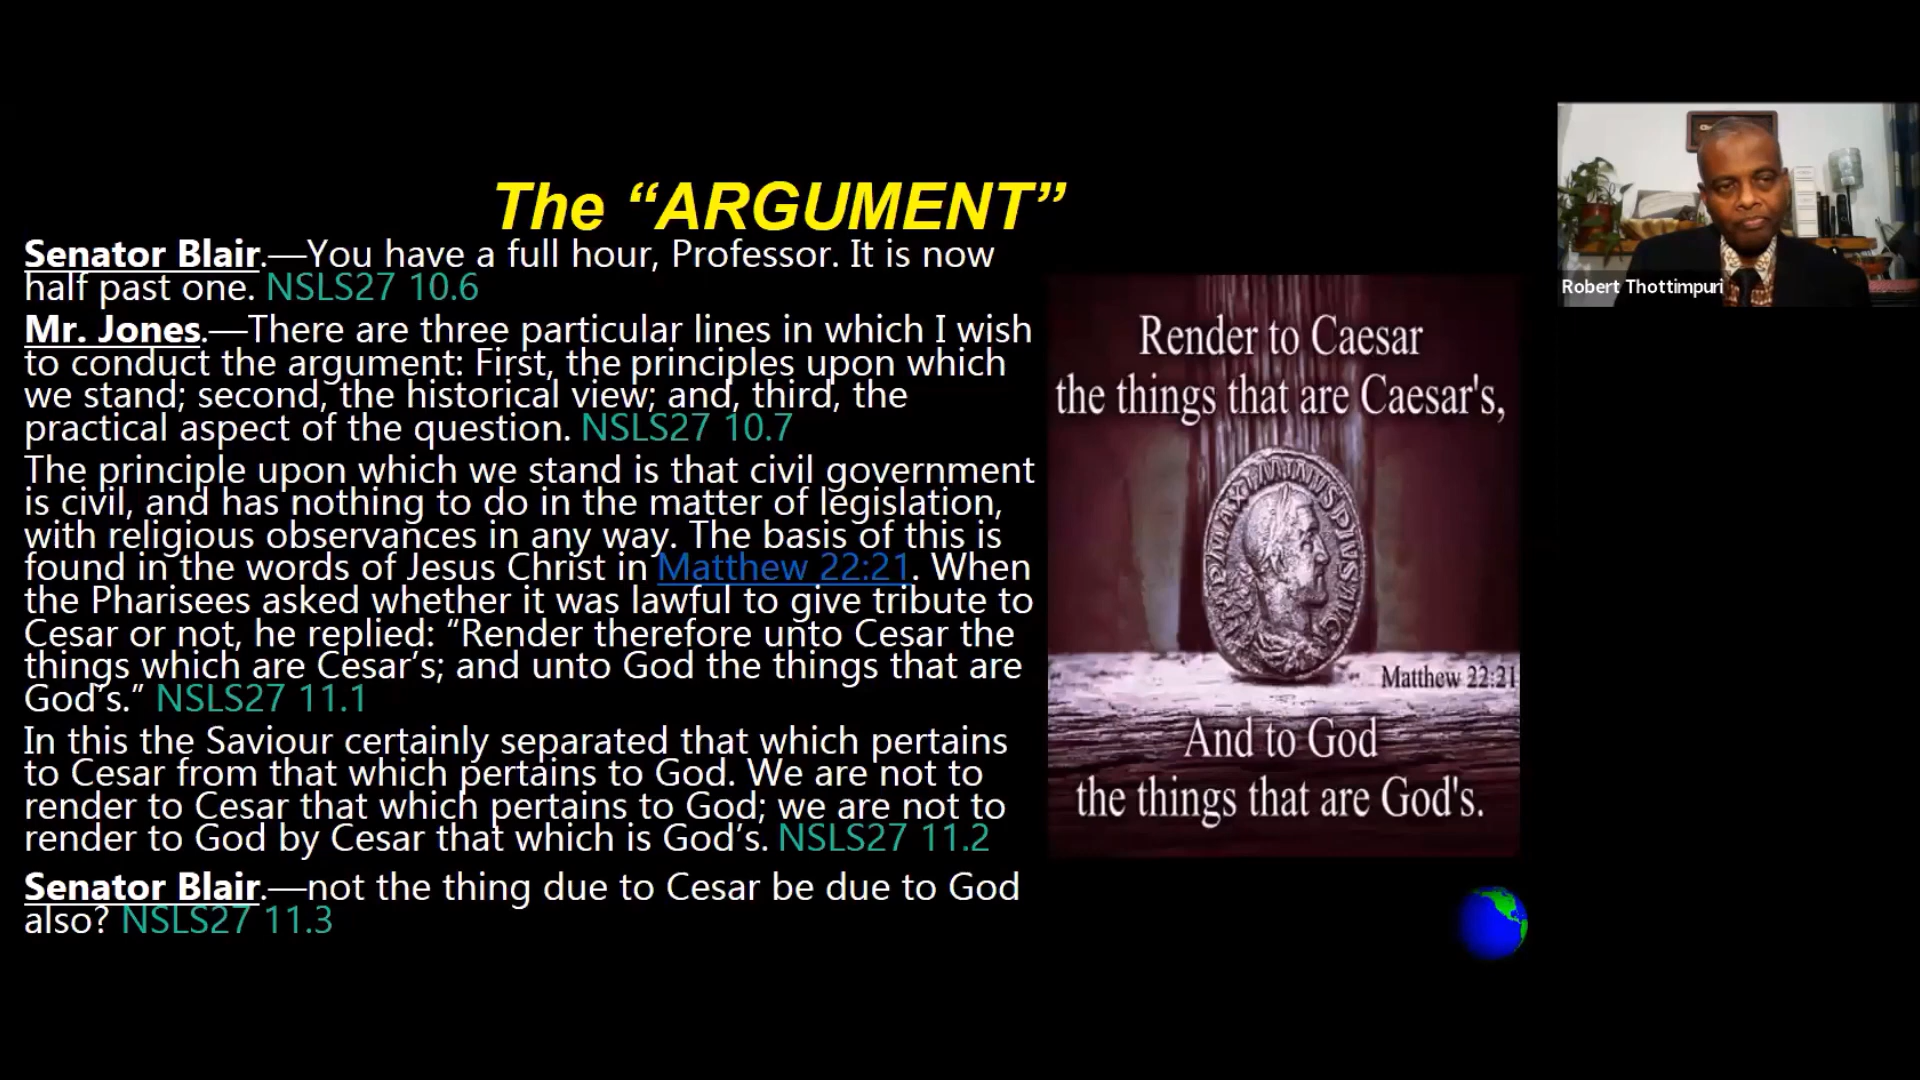 The “ARGUMENT”
Senator Blair.—You have a full hour, Professor. It is now
half past one. NSLS27 10.6
Mr. Jones.—There are three particular lines in which I wish
to conduct the argument: First, the principles upon which
we stand; second, the historical view; and, third, the
practical aspect of the question. NSLS27 10.7
The principle upon which we stand is that civil government
is civil, and has nothing to do in the matter of legislation,
with religious observances in any way. The basis of this is
found in the words of Jesus Christ in Matthew 22:21. When
the Pharisees asked whether it was lawful to give tribute to
Cesar or not, he replied: “Render therefore unto Cesar the
things which are Cesar’s; and unto God the things that are
God’s.” NSLS27 11.1
In this the Saviour certainly separated that which pertains
to Cesar from that which pertains to God. We are not to
render to Cesar that which pertains to God; we are not to
render to God by Cesar that which is God’s. NSLS27 11.2
Senator Blair.—not the thing due to Cesar be due to God
also? NSLS27 11.3
Render to Caesar
the things that are Caesar's,
Matthew 22:21
And to God
the things that are God's.
Robert Thottimpuri